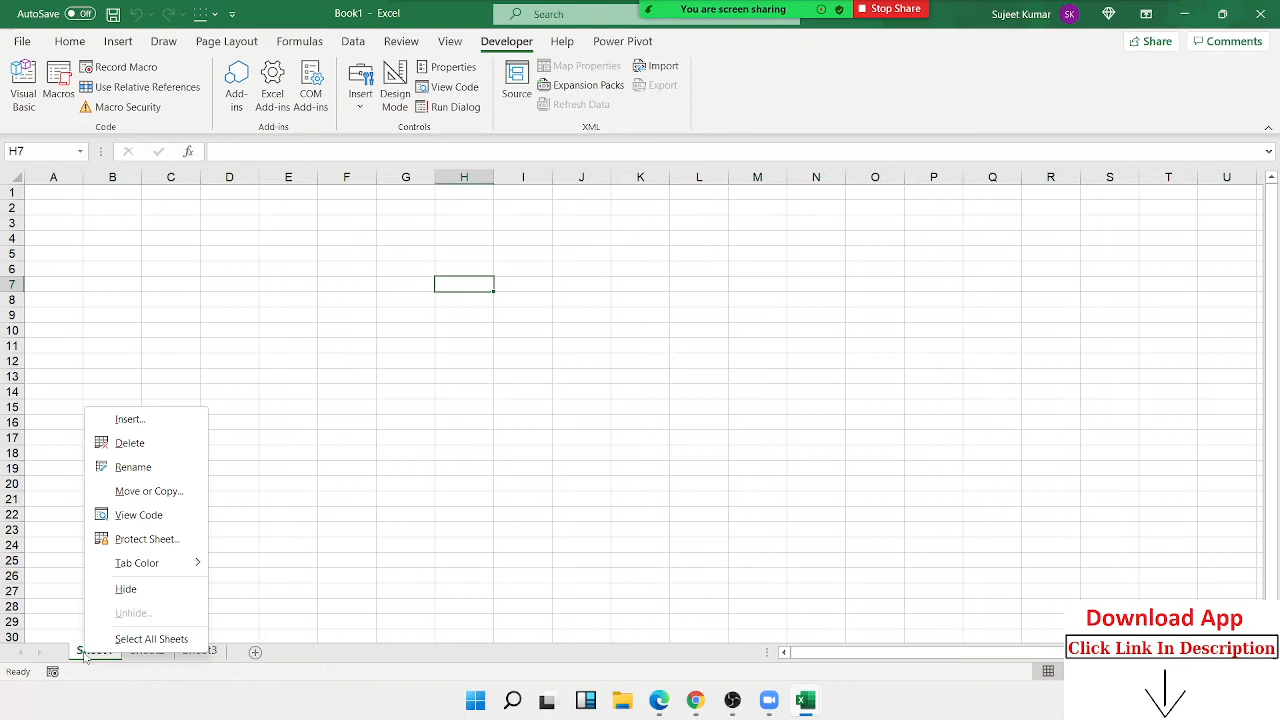 AutoSave Off Book1 - Excel Search You are screen sharing Stop Share Sujeet Kumar SK
File Home Insert Draw Page Layout Formulas Data Review View Developer Help Power Pivot Share Comments
Visual Basic
Macros
Record Macro
Use Relative References
Macro Security
Code
Add-ins
Excel Add-ins
COM Add-ins
Add-ins
Insert
Design Mode
Properties
View Code
Run Dialog
Controls
Source
Map Properties
Expansion Packs
Refresh Data
Import
Export
XML
H7 fx
A B C D E F G H I J K L M N O P Q R S T U
1
2
3
4
5
6
7
8
9
10
11
12
13
14
15
16
17
18
19
20
21
22
23
24
25
26
27
28
29
30
Insert...
Delete
Rename
Move or Copy...
View Code
Protect Sheet...
Tab Color
Hide
Unhide...
Select All Sheets
Ready
Download App
Click Link In Description